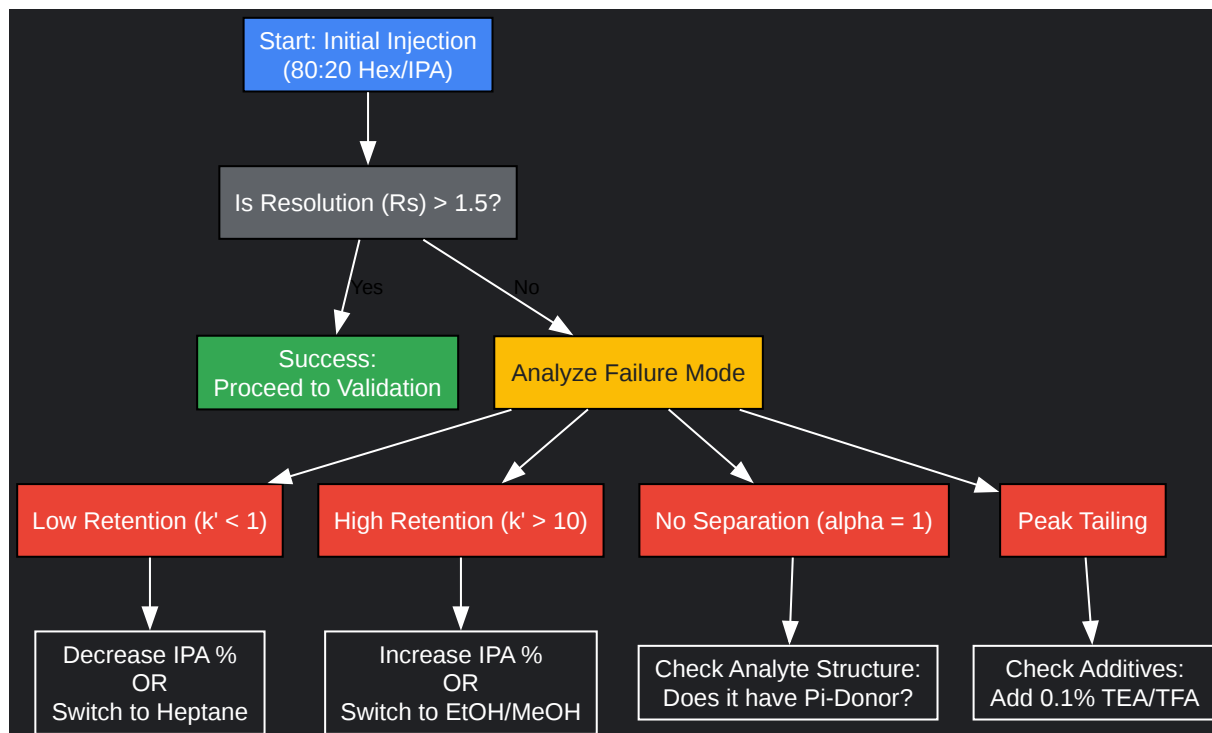 Start: Initial Injection
(80:20 Hex/IPA)
Is Resolution (Rs) > 1.5?
Yes
No
Success:
Proceed to Validation
Analyze Failure Mode
Low Retention (k' < 1)
High Retention (k' > 10)
No Separation (alpha = 1)
Peak Tailing
Decrease IPA %
OR
Switch to Heptane
Increase IPA %
OR
Switch to EtOH/MeOH
Check Analyte Structure:
Does it have Pi-Donor?
Check Additives:
Add 0.1% TEA/TFA